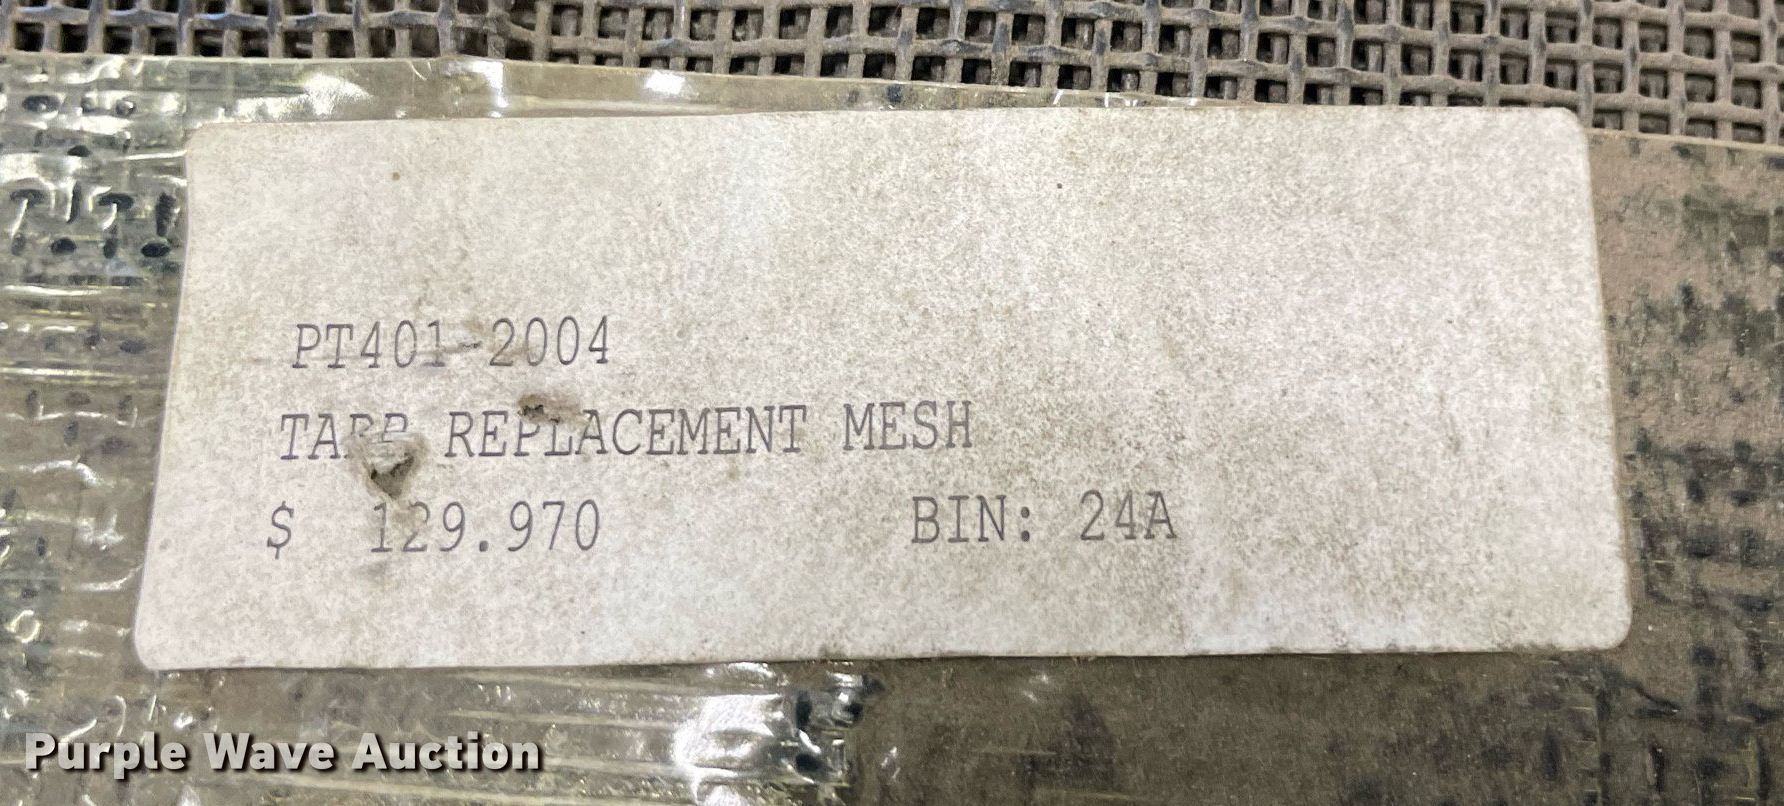 PT401-2004
TARP REPLACEMENT MESH
$ 129.970 BIN: 24A
Purple Wave Auction